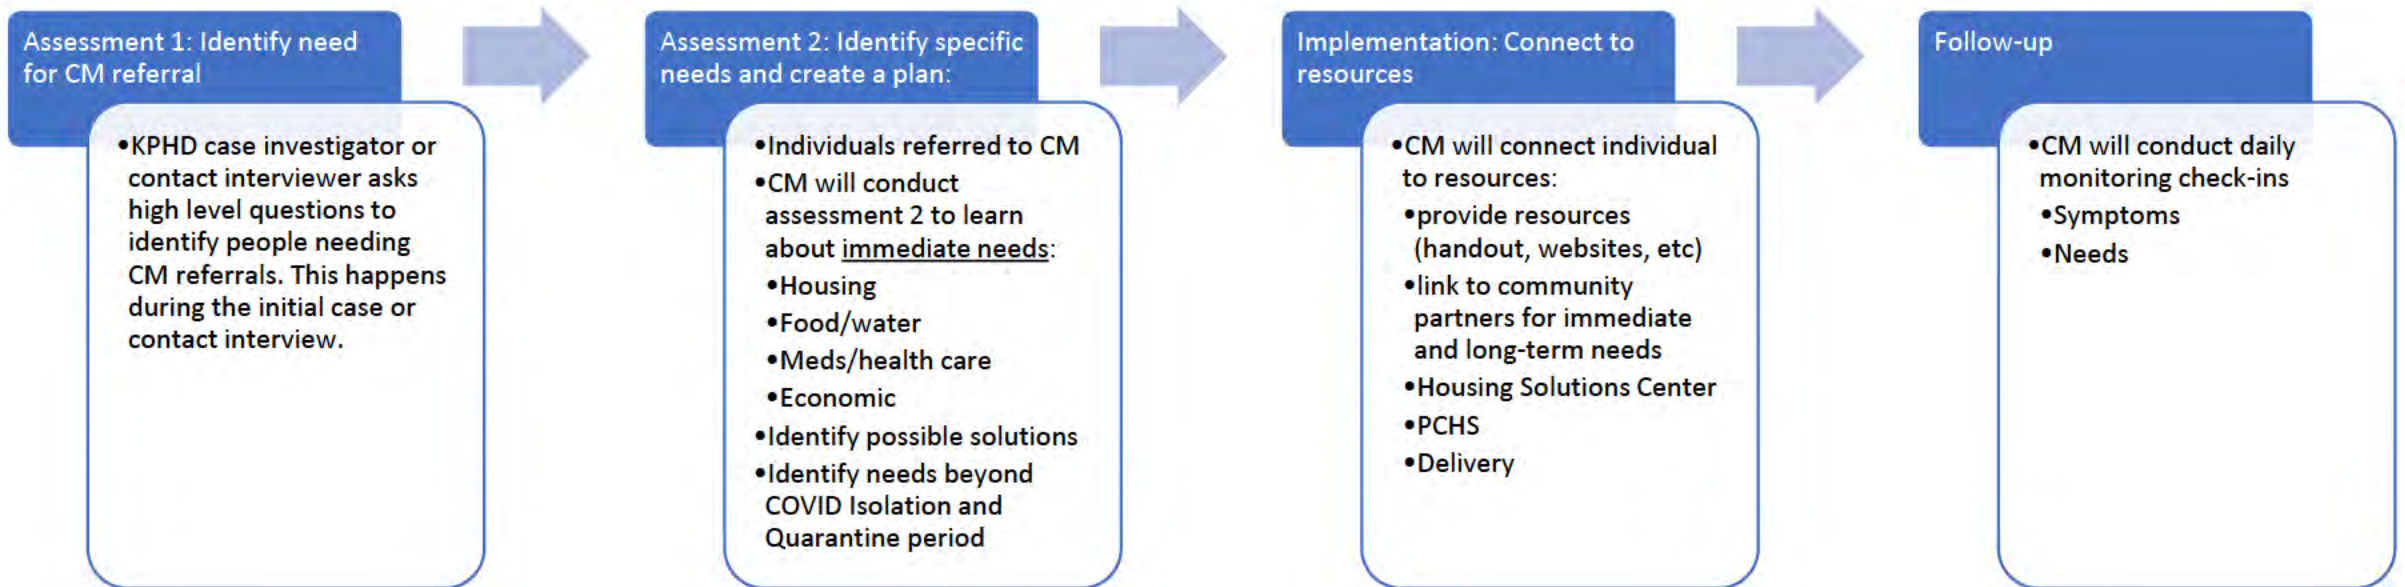 Assessment 1: Identify need
for CM referral
•KPHD case investigator or
contact interviewer asks
high level questions to
identify people needing
CM referrals. This happens
during the initial case or
contact interview.
Assessment 2: Identify specific
needs and create a plan:
•Individuals referred to CM
•CM will conduct
assessment 2 to learn
about immediate needs:
•Housing
•Food/water
•Meds/health care
•Economic
•Identify possible solutions
•Identify needs beyond
COVID Isolation and
Quarantine period
Implementation: Connect to
resources
•CM will connect individual
to resources:
•provide resources
(handout, websites, etc)
•link to community
partners for immediate
and long-term needs
•Housing Solutions Center
•PCHS
•Delivery
Follow-up
•CM will conduct daily
monitoring check-ins
•Symptoms
•Needs